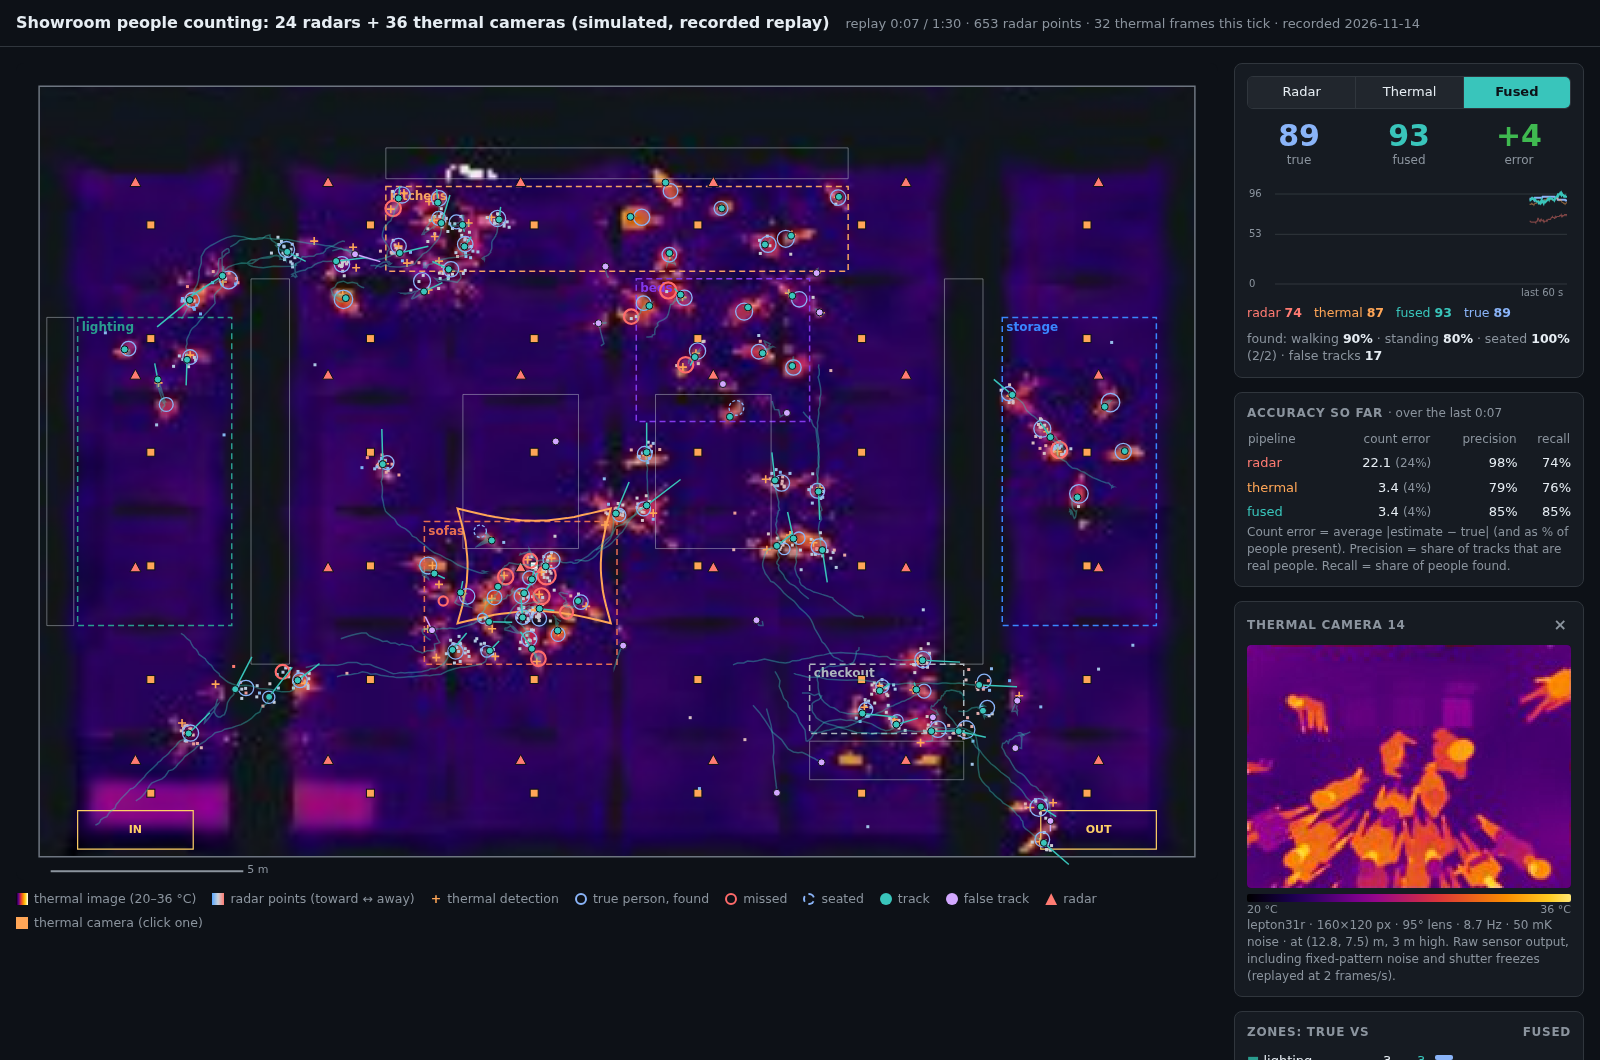 Showroom people counting: 24 radars + 36 thermal cameras (simulated, recorded replay) replay 0:07 / 1:30 · 653 radar points · 32 thermal frames this tick · recorded 2026-11-14
lighting
storage
sofas
checkout
IN
OUT
5 m
thermal image (20–36 °C) radar points (toward ↔ away) + thermal detection true person, found missed seated track false track radar
thermal camera (click one)
Radar Thermal Fused
89 93 +4
true fused error
96
53
0
last 60 s
radar 74 thermal 87 fused 93 true 89
found: walking 90% · standing 80% · seated 100%
(2/2) · false tracks 17
ACCURACY SO FAR · over the last 0:07
pipeline count error precision recall
radar 22.1 (24%) 98% 74%
thermal 3.4 (4%) 79% 76%
fused 3.4 (4%) 85% 85%
Count error = average |estimate − true| (and as % of
people present). Precision = share of tracks that are
real people. Recall = share of people found.
THERMAL CAMERA 14 ×
20 °C 36 °C
lepton31r · 160×120 px · 95° lens · 8.7 Hz · 50 mK
noise · at (12.8, 7.5) m, 3 m high. Raw sensor output,
including fixed-pattern noise and shutter freezes
(replayed at 2 frames/s).
ZONES: TRUE VS FUSED
lighting 3 3